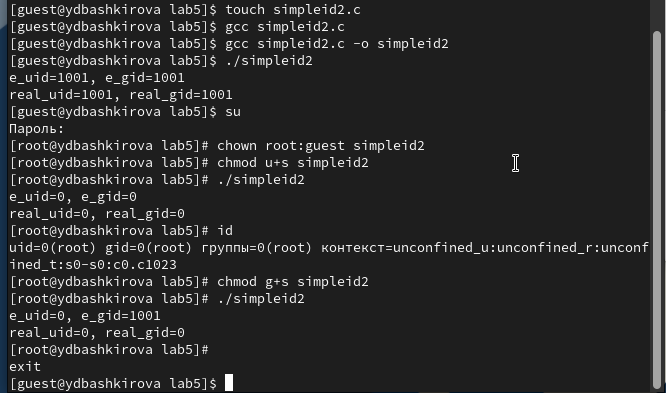 [guest@ydbashkirova lab5]$ touch simpleid2.c
[guest@ydbashkirova lab5]$ gcc simpleid2.c
[guest@ydbashkirova lab5]$ gcc simpleid2.c -o simpleid2
[guest@ydbashkirova lab5]$ ./simpleid2
e_uid=1001, e_gid=1001
real_uid=1001, real_gid=1001
[guest@ydbashkirova lab5]$ su
Пароль:
[root@ydbashkirova lab5]# chown root:guest simpleid2
[root@ydbashkirova lab5]# chmod u+s simpleid2
[root@ydbashkirova lab5]# ./simpleid2
e_uid=0, e_gid=0
real_uid=0, real_gid=0
[root@ydbashkirova lab5]# id
uid=0(root) gid=0(root) группы=0(root) контекст=unconfined_u:unconfined_r:unconf
ined_t:s0-s0:c0.c1023
[root@ydbashkirova lab5]# chmod g+s simpleid2
[root@ydbashkirova lab5]# ./simpleid2
e_uid=0, e_gid=1001
real_uid=0, real_gid=0
[root@ydbashkirova lab5]#
exit
[guest@ydbashkirova lab5]$